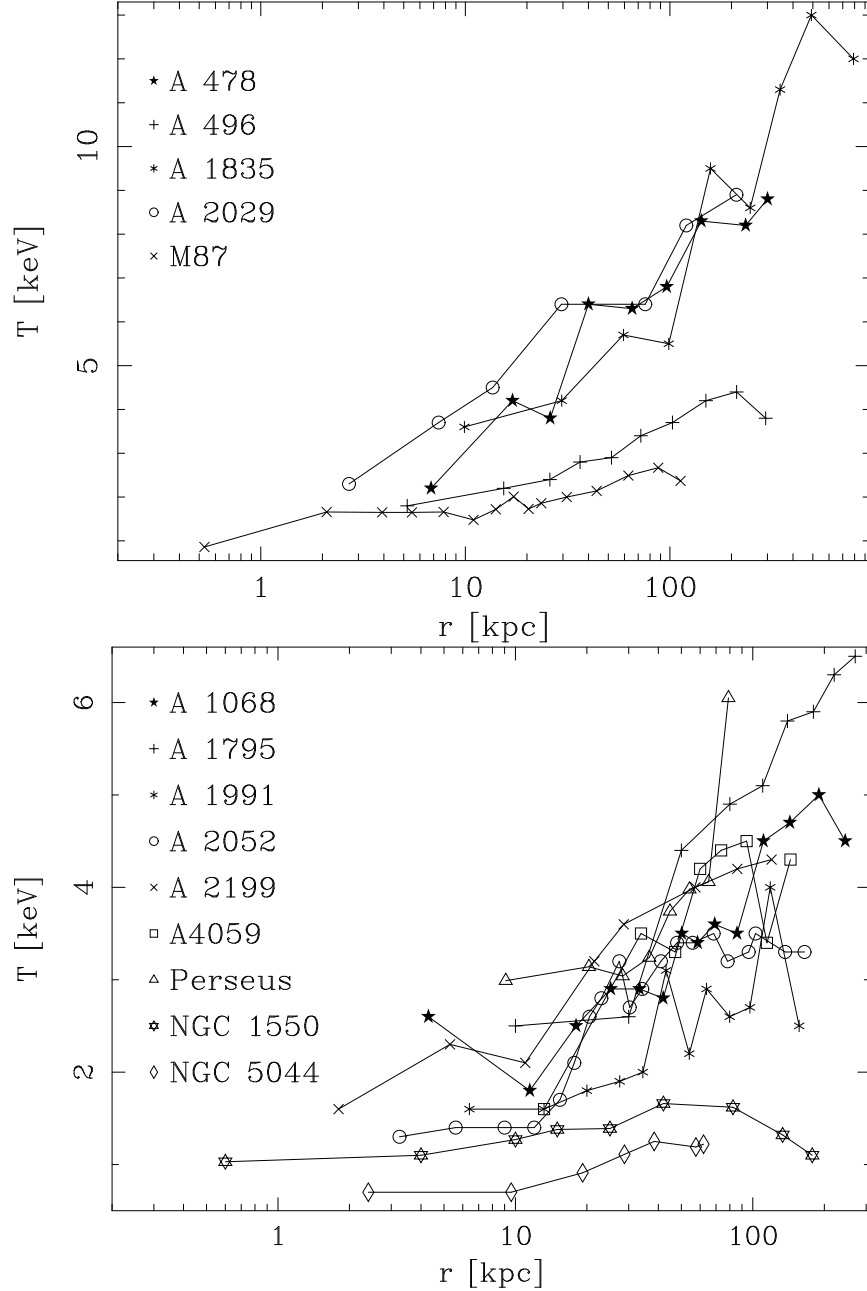 A 478
A 496
A 1835
A 2029
M87
10
5
T [keV]
1 10 100
r [kpc]
A 1068
A 1795
A 1991
A 2052
A 2199
A4059
Perseus
NGC 1550
NGC 5044
6
4
2
T [keV]
1 10 100
r [kpc]